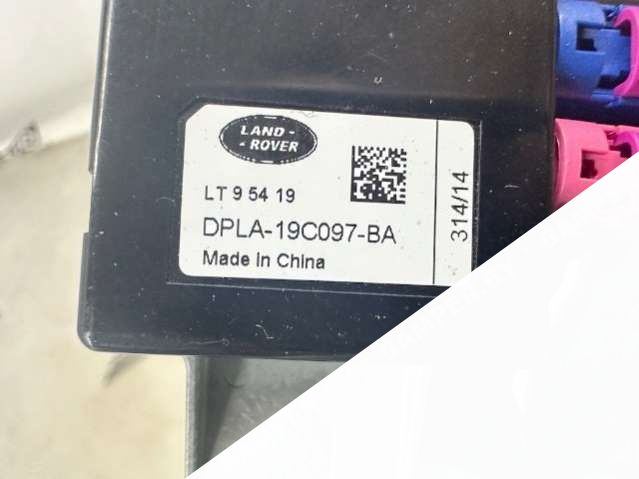 LAND -
- ROVER
LT 9 54 19
DPLA-19C097-BA
Made in China
314/14